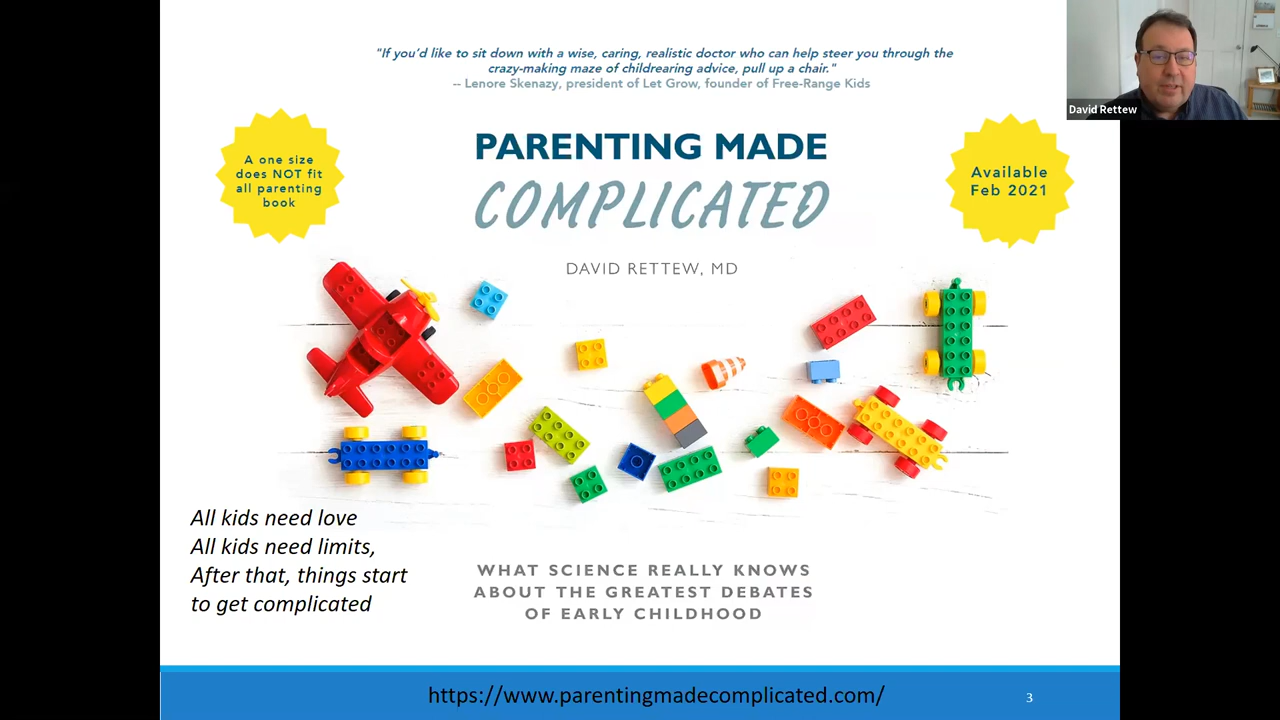 "If you'd like to sit down with a wise, caring, realistic doctor who can help steer you through the
crazy-making maze of childrearing advice, pull up a chair."
-- Lenore Skenazy, president of Let Grow, founder of Free-Range Kids
David Rettew
A one size
does NOT fit
all parenting
book
PARENTING MADE
COMPLICATED
Available
Feb 2021
DAVID RETTEW, MD
All kids need love
All kids need limits,
After that, things start
to get complicated
WHAT SCIENCE REALLY KNOWS
ABOUT THE GREATEST DEBATES
OF EARLY CHILDHOOD
https://www.parentingmadecomplicated.com/
3